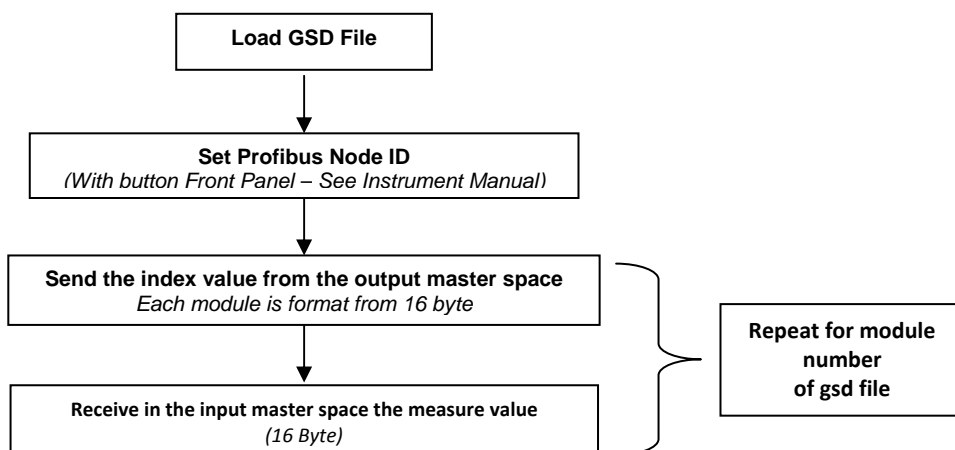 Load GSD File
Set Profibus Node ID
(With button Front Panel – See Instrument Manual)
Send the index value from the output master space
Each module is format from 16 byte
Repeat for module
number
of gsd file
Receive in the input master space the measure value
(16 Byte)